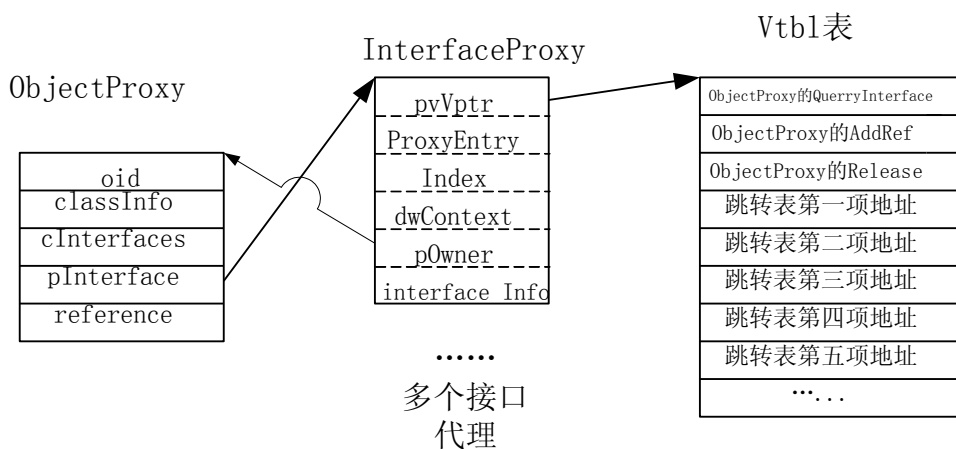 ObjectProxy
oid
classInfo
cInterfaces
pInterface
reference
InterfaceProxy
pvVptr
ProxyEntry
Index
dwContext
pOwner
interface Info
……
多个接口
代理
Vtbl表
ObjectProxy的QuerryInterface
ObjectProxy的AddRef
ObjectProxy的Release
跳转表第一项地址
跳转表第二项地址
跳转表第三项地址
跳转表第四项地址
跳转表第五项地址
…...